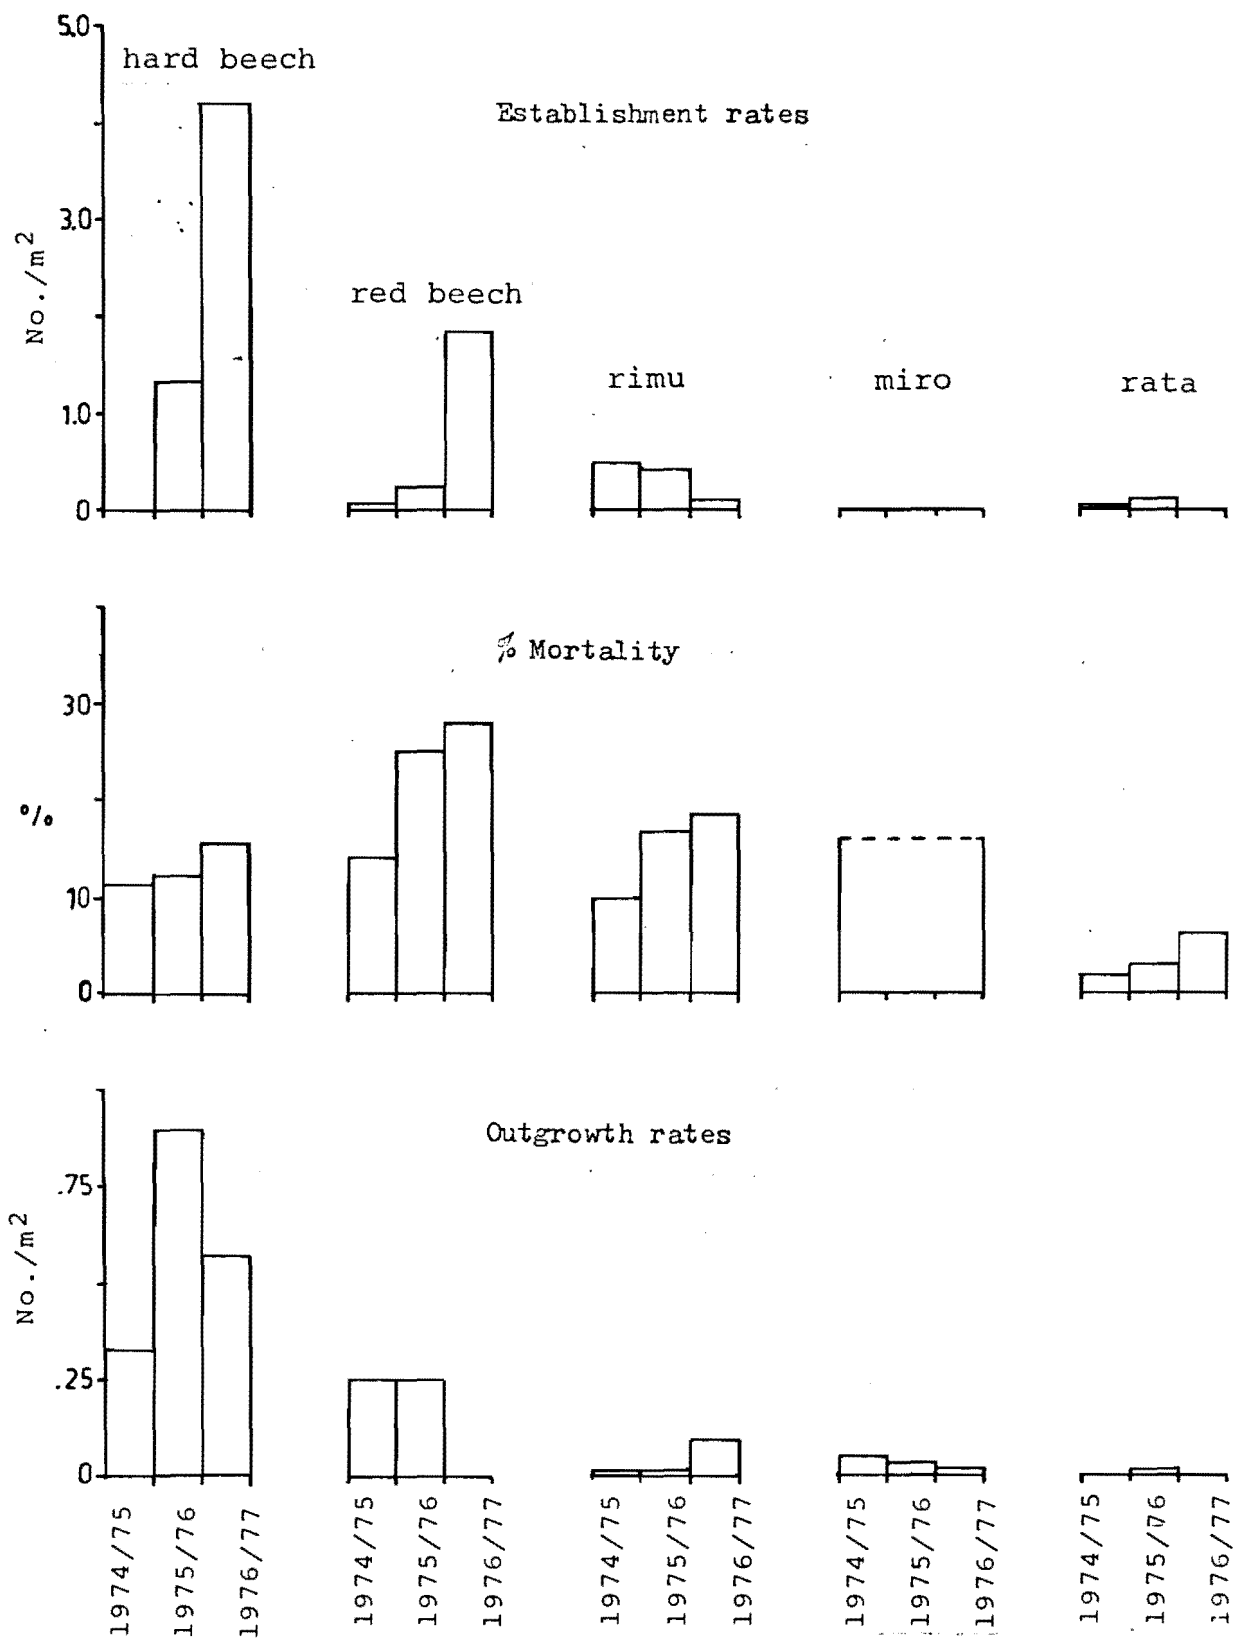 5.0
hard beech
Establishment rates
3.0
No./m²
red beech
rimu
miro
rata
1.0
0
% Mortality
30
%
10
0
Outgrowth rates
.75
No./m²
.25
0
1974/75
1975/76
1976/77
1974/75
1975/76
1976/77
1974/75
1975/76
1976/77
1974/75
1975/76
1976/77
1974/75
1975/76
1976/77